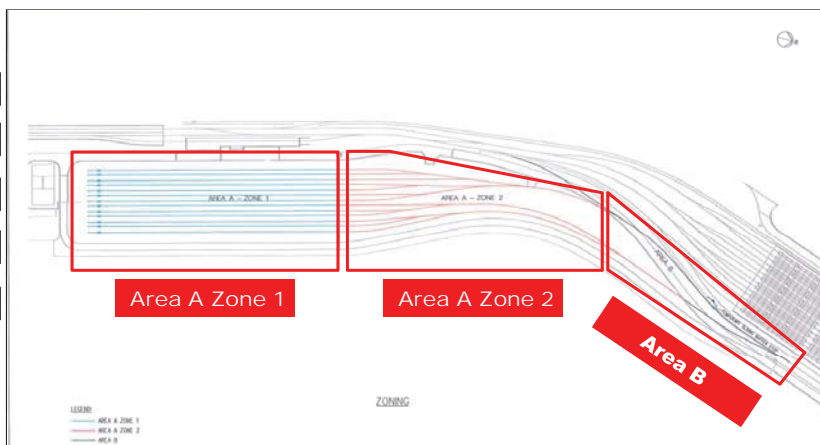 AREA A - ZONE 1
AREA A - ZONE 2
AREA B
Area A Zone 1
Area A Zone 2
Area B
ZONING
LEGEND:
AREA A ZONE 1
AREA A ZONE 2
AREA B